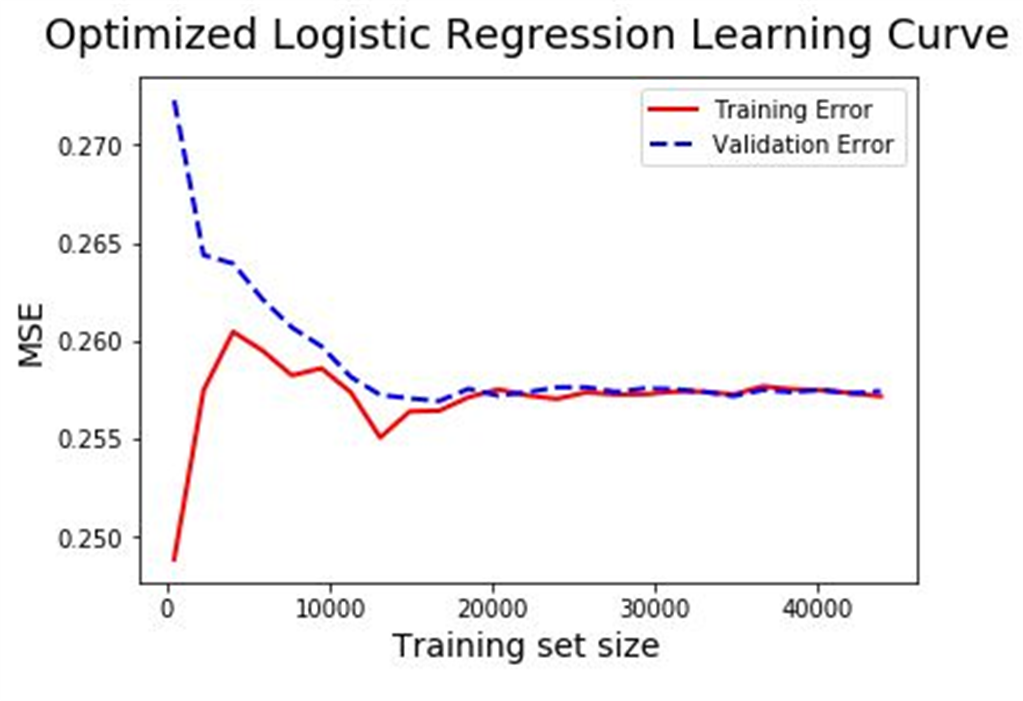 Optimized Logistic Regression Learning Curve
Training Error
Validation Error
0.270
0.265
0.260
0.255
0.250
MSE
0
10000
20000
30000
40000
Training set size